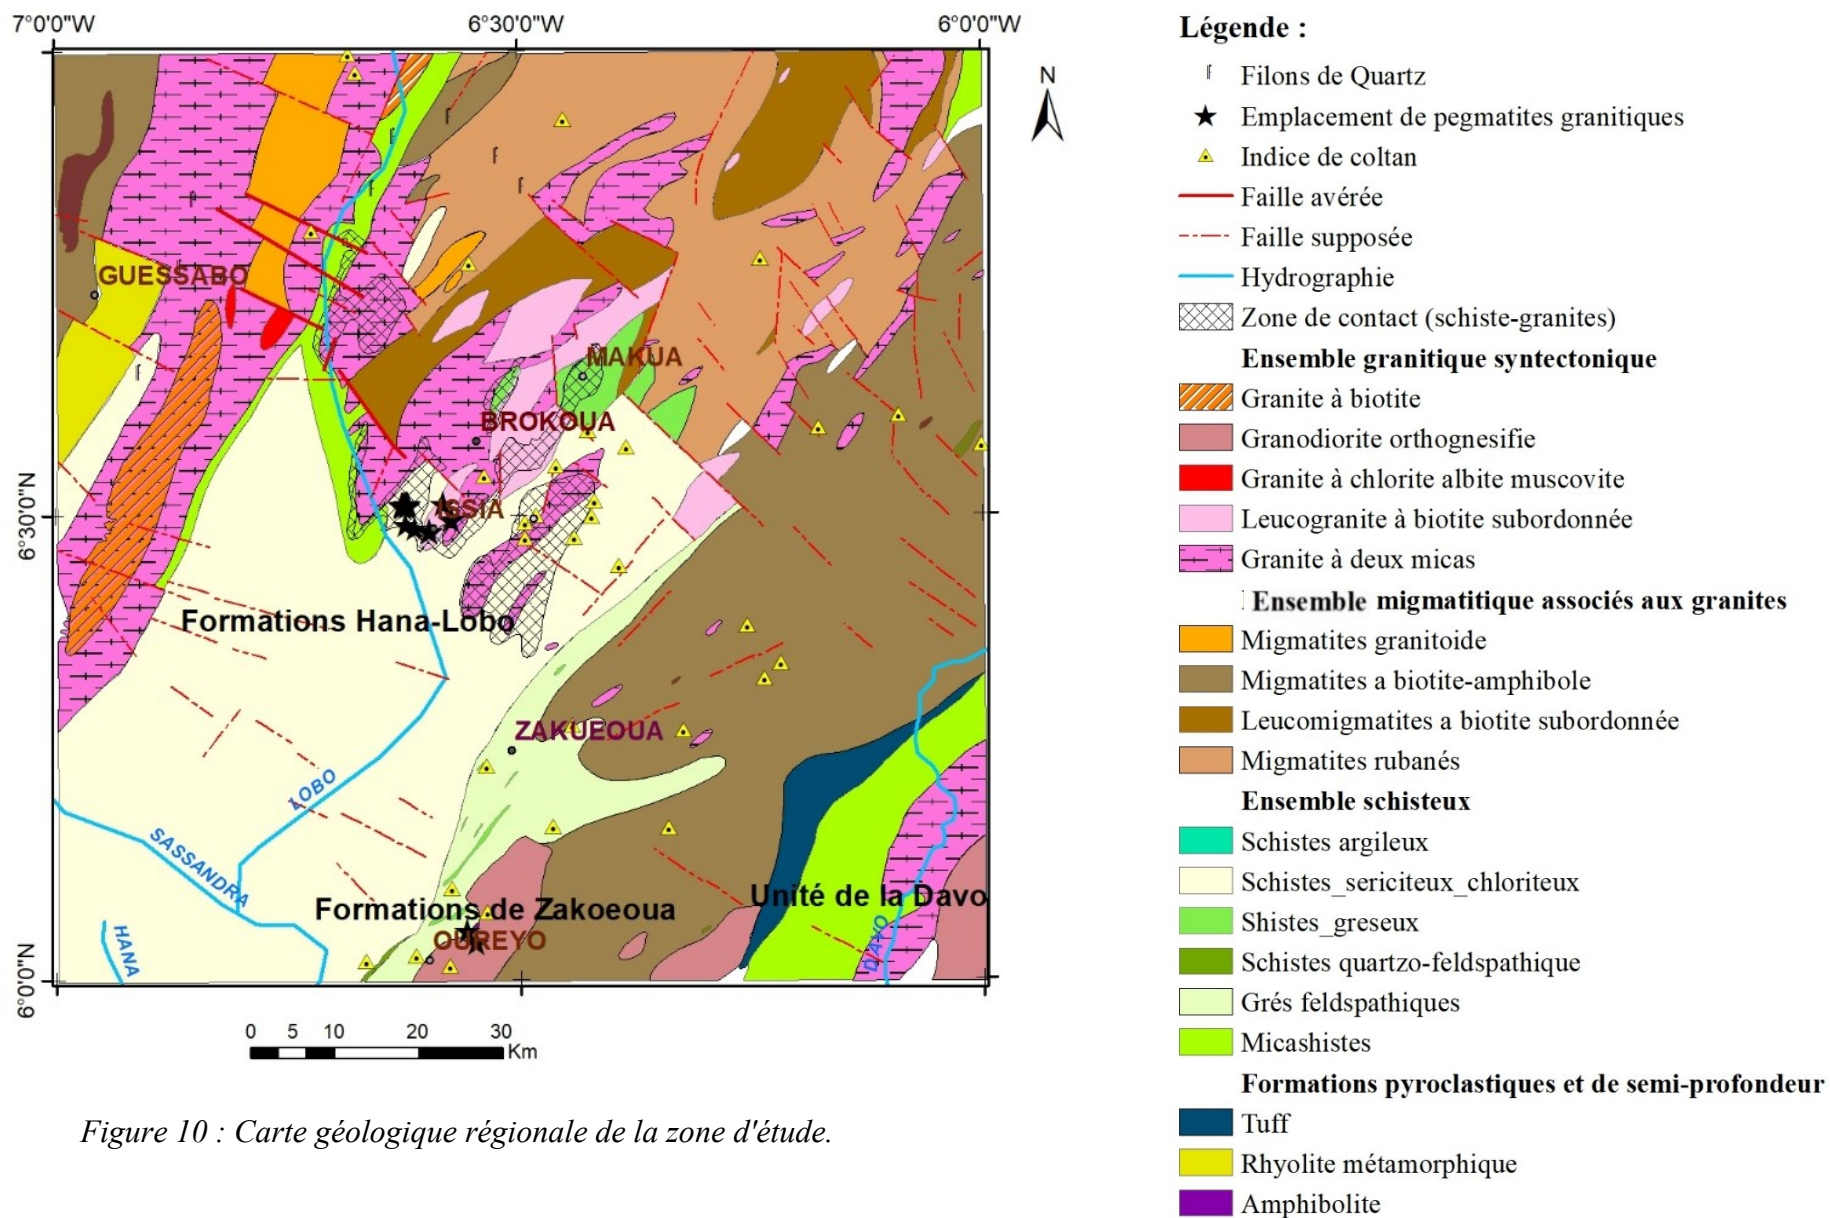 7°0'0"W
6°30'0"W
6°0'0"W
N
GUESSABO
MAKUA
BROKOUA
ISSIA
6°30'0"N
Formations Hana-Lobo
ZAKUEOUA
LOBO
SASSANDRA
HANA
Formations de Zakoeoua
OUREYO
Unité de la Davo
DAVO
6°0'0"N
0 5 10 20 30
Km
Figure 10 : Carte géologique régionale de la zone d'étude.
Légende :
Filons de Quartz
Emplacement de pegmatites granitiques
Indice de coltan
Faille avérée
Faille supposée
Hydrographie
Zone de contact (schiste-granites)
Ensemble granitique syntectonique
Granite à biotite
Granodiorite orthognesifie
Granite à chlorite albite muscovite
Leucogranite à biotite subordonnée
Granite à deux micas
Ensemble migmatitique associés aux granites
Migmatites granitoide
Migmatites a biotite-amphibole
Leucomigmatites a biotite subordonnée
Migmatites rubanés
Ensemble schisteux
Schistes argileux
Schistes_sericiteux_chloriteux
Shistes_greseux
Schistes quartzo-feldspathique
Grés feldspathiques
Micashistes
Formations pyroclastiques et de semi-profondeur
Tuff
Rhyolite métamorphique
Amphibolite